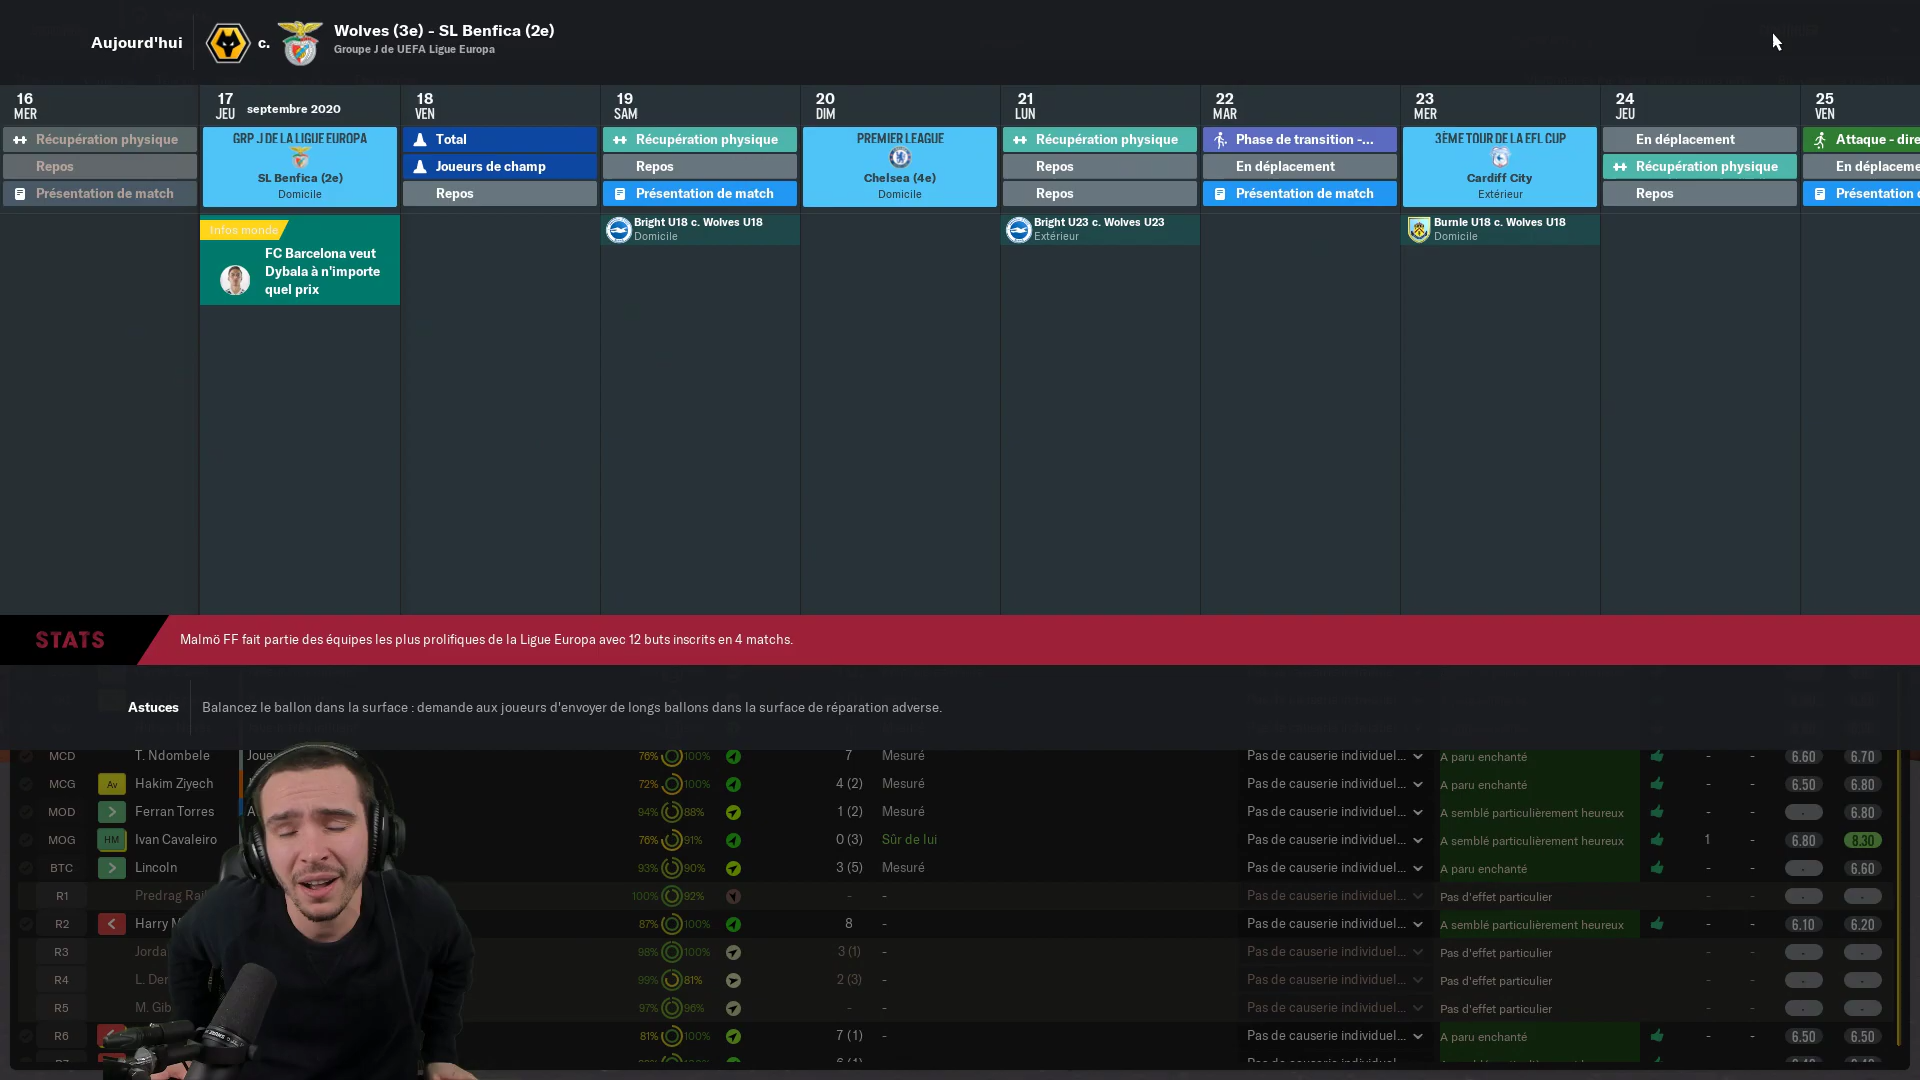 Aujourd'hui
c.
Wolves (3e) - SL Benfica (2e)
Groupe J de UEFA Ligue Europa
16
MER
Récupération physique
Repos
Présentation de match
17
JEU
septembre 2020
GRP J DE LA LIGUE EUROPA
SL Benfica (2e)
Domicile
Infos monde
FC Barcelona veut
Dybala à n'importe
quel prix
18
VEN
Total
Joueurs de champ
Repos
19
SAM
Récupération physique
Repos
Présentation de match
Bright U18 c. Wolves U18
Domicile
20
DIM
PREMIER LEAGUE
Chelsea (4e)
Domicile
21
LUN
Récupération physique
Repos
Repos
Bright U23 c. Wolves U23
Extérieur
22
MAR
Phase de transition -...
En déplacement
Présentation de match
23
MER
3ÈME TOUR DE LA EFL CUP
Cardiff City
Extérieur
Burnle U18 c. Wolves U18
Domicile
24
JEU
En déplacement
Récupération physique
Repos
25
VEN
Attaque - dire
En déplaceme
Présentation
STATS
Malmö FF fait partie des équipes les plus prolifiques de la Ligue Europa avec 12 buts inscrits en 4 matchs.
Astuces
Balancez le ballon dans la surface : demande aux joueurs d'envoyer de longs ballons dans la surface de réparation adverse.
MCD T. Ndombele Joue 76% 100% 7 Mesuré Pas de causerie individuel... A paru enchanté - - 6.60 6.70
MCG Av Hakim Ziyech 72% 100% 4 (2) Mesuré Pas de causerie individuel... A paru enchanté - - 6.50 6.80
MOD Ferran Torres A 94% 88% 1 (2) Mesuré Pas de causerie individuel... A semblé particulièrement heureux - - - 6.80
MOG HM Ivan Cavaleiro 76% 91% 0 (3) Sûr de lui Pas de causerie individuel... A semblé particulièrement heureux 1 - 6.80 8.30
BTC Lincoln 93% 90% 3 (5) Mesuré Pas de causerie individuel... A paru enchanté - - - 6.60
R1 Predrag Raj 100% 92% - - Pas de causerie individuel... Pas d'effet particulier - - - -
R2 Harry 87% 100% 8 - Pas de causerie individuel... A semblé particulièrement heureux - - 6.10 6.20
R3 Jorda 98% 100% 3 (1) - Pas de causerie individuel... Pas d'effet particulier - - - -
R4 L. Der 99% 81% 2 (3) - Pas de causerie individuel... Pas d'effet particulier - - - -
R5 M. Gib 97% 96% - - Pas de causerie individuel... Pas d'effet particulier - - - -
R6 81% 100% 7 (1) - Pas de causerie individuel... A paru enchanté - - 6.50 6.50